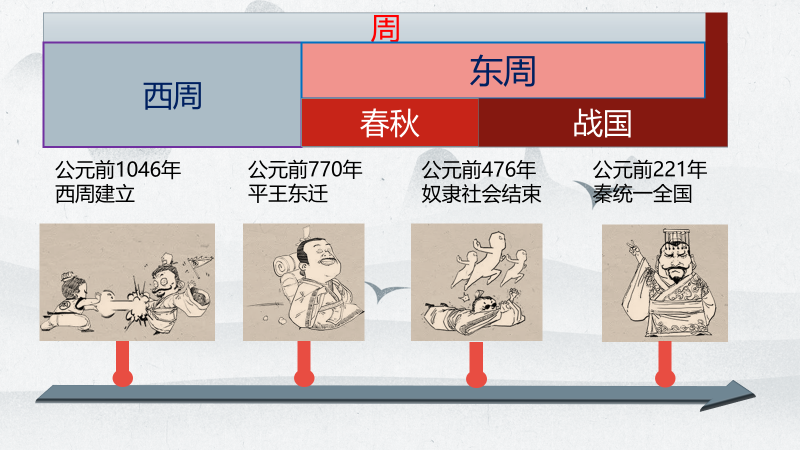 周
西周
东周
春秋
战国
公元前1046年
西周建立
公元前770年
平王东迁
公元前476年
奴隶社会结束
公元前221年
秦统一全国